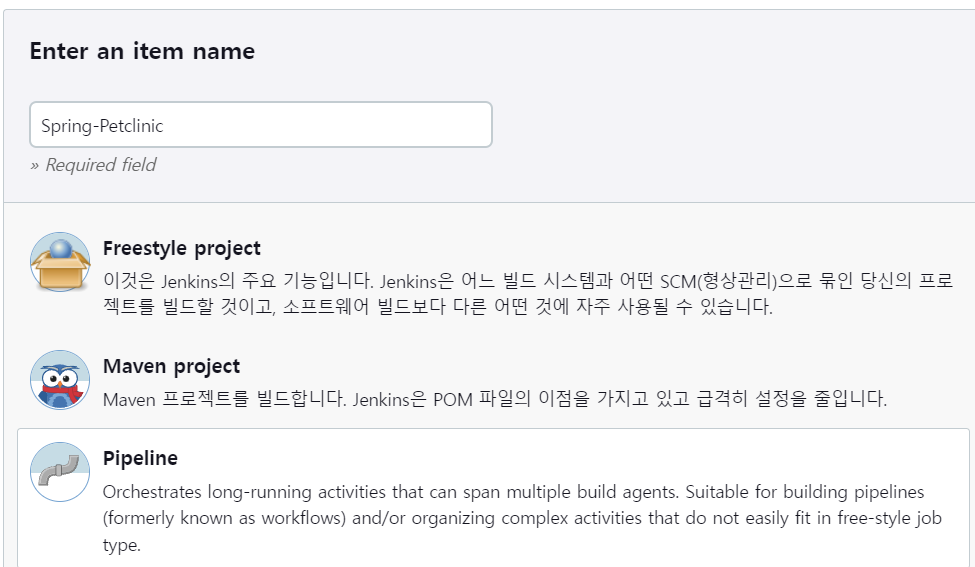 Enter an item name
Spring-Petclinic
» Required field
Freestyle project
이것은 Jenkins의 주요 기능입니다. Jenkins은 어느 빌드 시스템과 어떤 SCM(형상관리)으로 묶인 당신의 프로
젝트를 빌드할 것이고, 소프트웨어 빌드보다 다른 어떤 것에 자주 사용될 수 있습니다.
Maven project
Maven 프로젝트를 빌드합니다. Jenkins은 POM 파일의 이점을 가지고 있고 급격히 설정을 줄입니다.
Pipeline
Orchestrates long-running activities that can span multiple build agents. Suitable for building pipelines
(formerly known as workflows) and/or organizing complex activities that do not easily fit in free-style job
type.